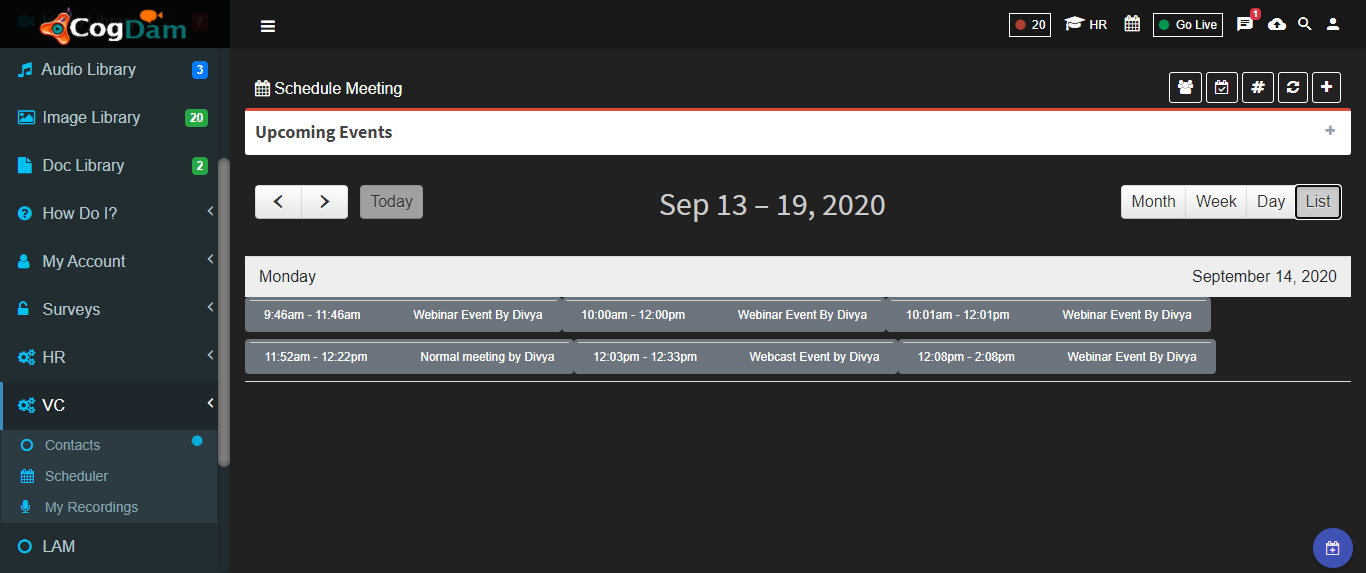 CogDam
20 HR Go Live 1
Audio Library 3
Image Library 20
Doc Library 2
How Do I?
My Account
Surveys
HR
VC
Contacts
Scheduler
My Recordings
LAM
Schedule Meeting
Upcoming Events
Today
Sep 13 – 19, 2020
Month Week Day List
Monday September 14, 2020
9:46am - 11:46am Webinar Event By Divya 10:00am - 12:00pm Webinar Event By Divya 10:01am - 12:01pm Webinar Event By Divya
11:52am - 12:22pm Normal meeting by Divya 12:03pm - 12:33pm Webcast Event by Divya 12:08pm - 2:08pm Webinar Event By Divya